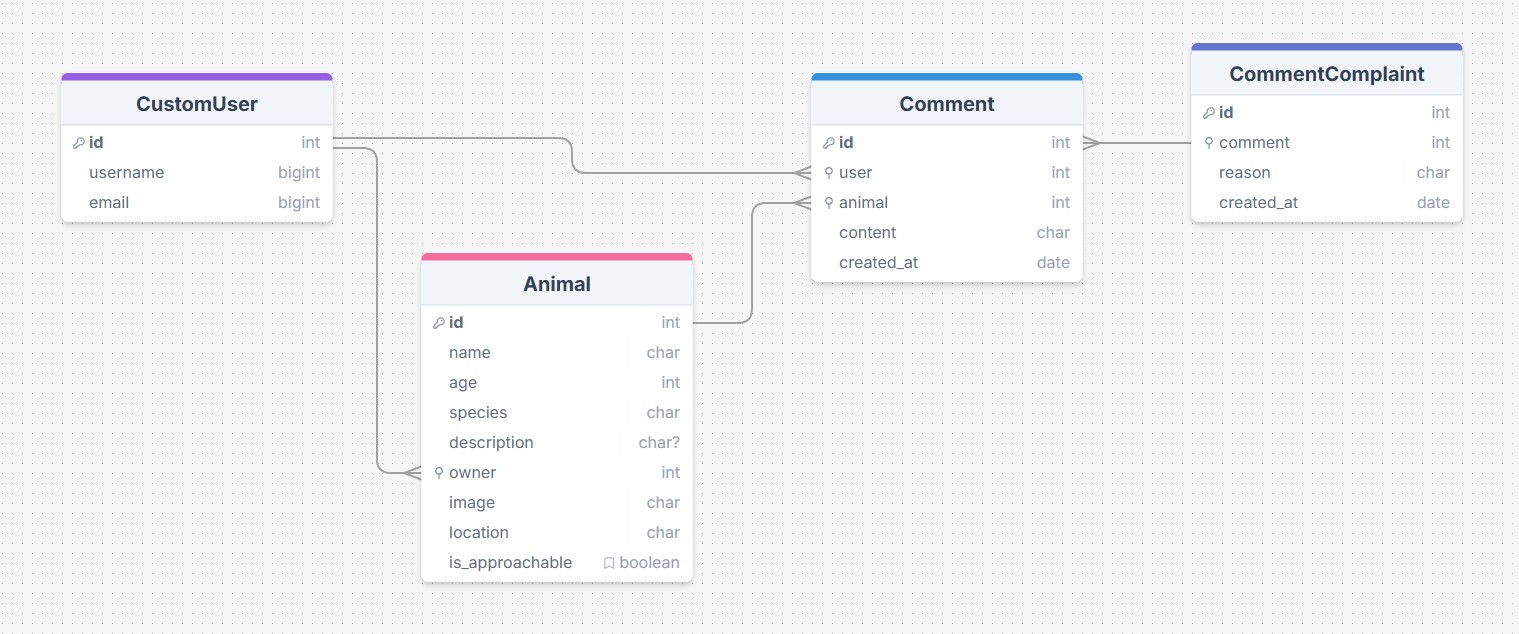 CustomUser
id int
username bigint
email bigint
Animal
id int
name char
age int
species char
description char?
owner int
image char
location char
is_approachable boolean
Comment
id int
user int
animal int
content char
created_at date
CommentComplaint
id int
comment int
reason char
created_at date